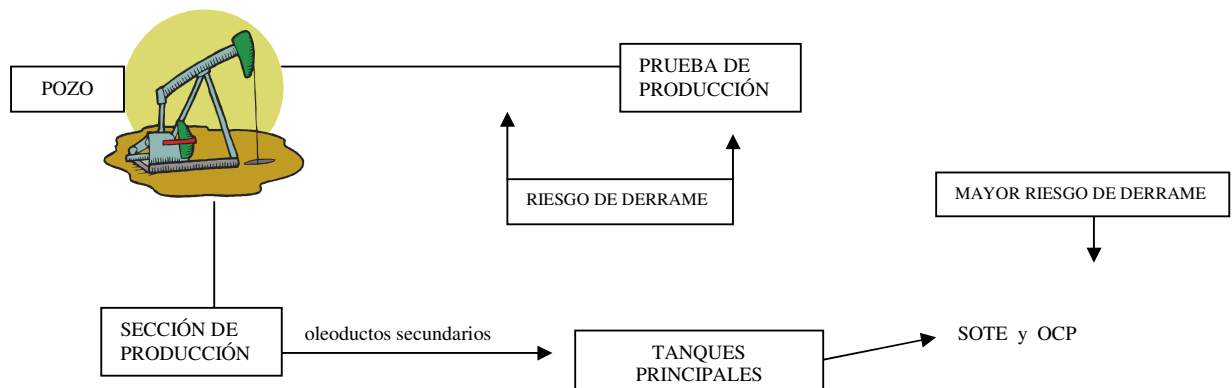 POZO
PRUEBA DE
PRODUCCIÓN
RIESGO DE DERRAME
MAYOR RIESGO DE DERRAME
SECCIÓN DE
PRODUCCIÓN
oleoductos secundarios
TANQUES
PRINCIPALES
SOTE y OCP